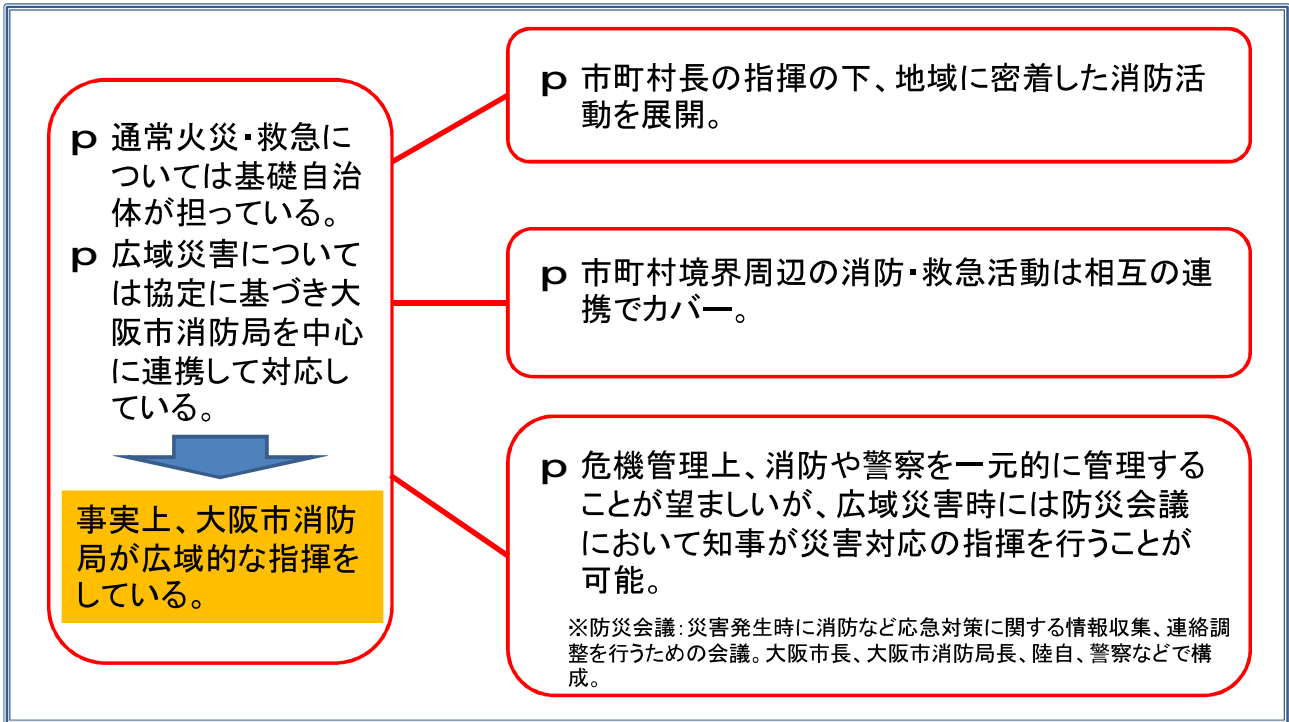 p 通常火災・救急に
ついては基礎自治
体が担っている。
p 広域災害について
は協定に基づき大
阪市消防局を中心
に連携して対応し
ている。
事実上、大阪市消防
局が広域的な指揮を
している。
p 市町村長の指揮の下、地域に密着した消防活
動を展開。
p 市町村境界周辺の消防・救急活動は相互の連
携でカバー。
p 危機管理上、消防や警察を一元的に管理する
ことが望ましいが、広域災害時には防災会議
において知事が災害対応の指揮を行うことが
可能。
※防災会議：災害発生時に消防など応急対策に関する情報収集、連絡調
整を行うための会議。大阪市長、大阪市消防局長、陸自、警察などで構
成。